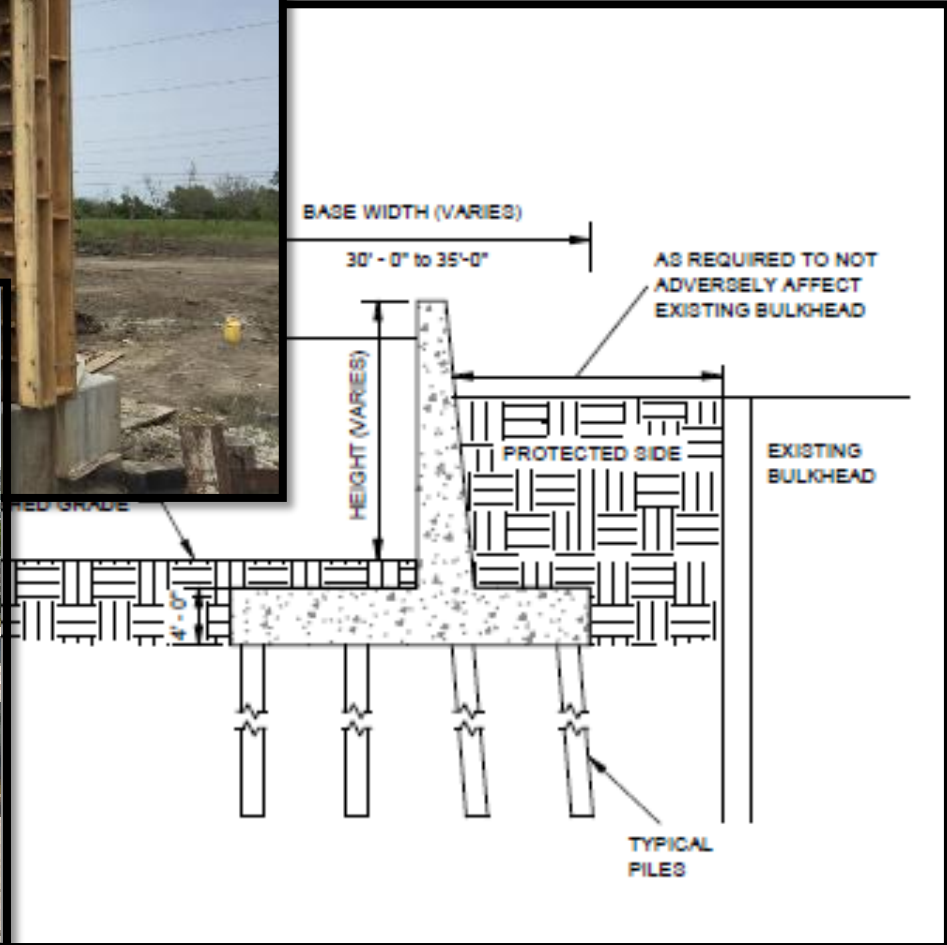 BASE WIDTH (VARIES)
30' - 0" to 35'-0"
AS REQUIRED TO NOT
ADVERSELY AFFECT
EXISTING BULKHEAD
HEIGHT (VARIES)
PROTECTED SIDE
EXISTING
BULKHEAD
GRADE
4'- 0"
TYPICAL
PILES